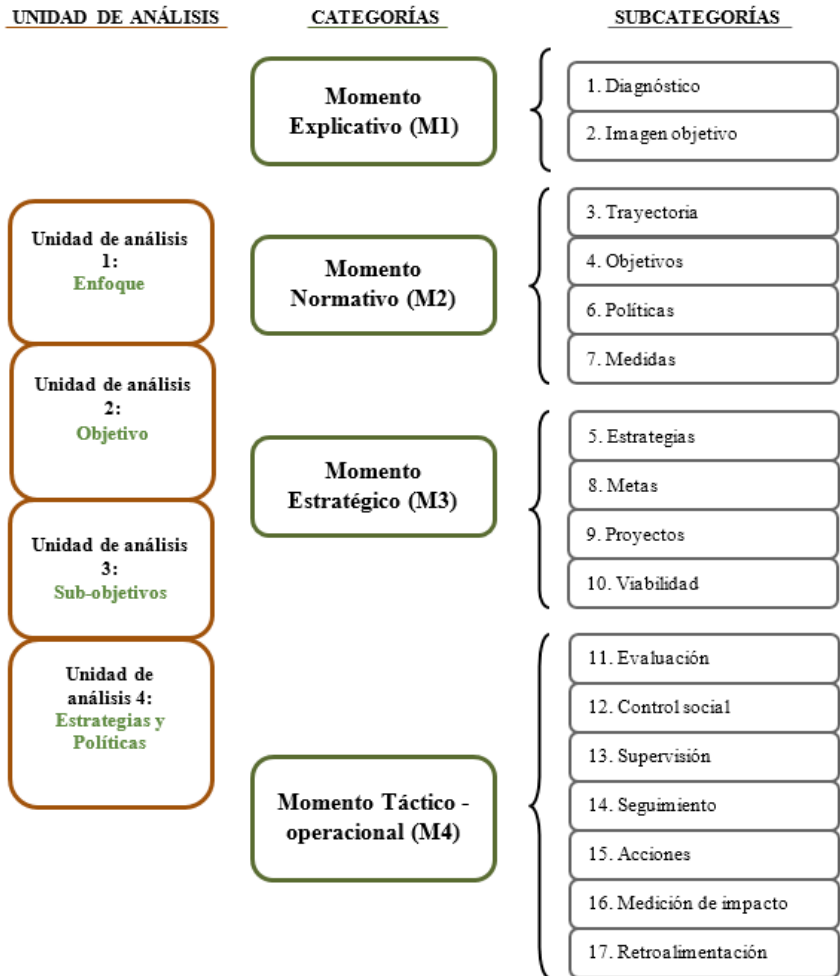 UNIDAD DE ANÁLISIS
CATEGORÍAS
SUBCATEGORÍAS
Unidad de análisis
1:
Enfoque
Unidad de análisis
2:
Objetivo
Unidad de análisis
3:
Sub-objetivos
Unidad de
análisis 4:
Estrategias y
Políticas
Momento
Explicativo (M1)
1. Diagnóstico
2. Imagen objetivo
Momento
Normativo (M2)
3. Trayectoria
4. Objetivos
6. Políticas
7. Medidas
Momento
Estratégico (M3)
5. Estrategias
8. Metas
9. Proyectos
10. Viabilidad
Momento Táctico -
operacional (M4)
11. Evaluación
12. Control social
13. Supervisión
14. Seguimiento
15. Acciones
16. Medición de impacto
17. Retroalimentación